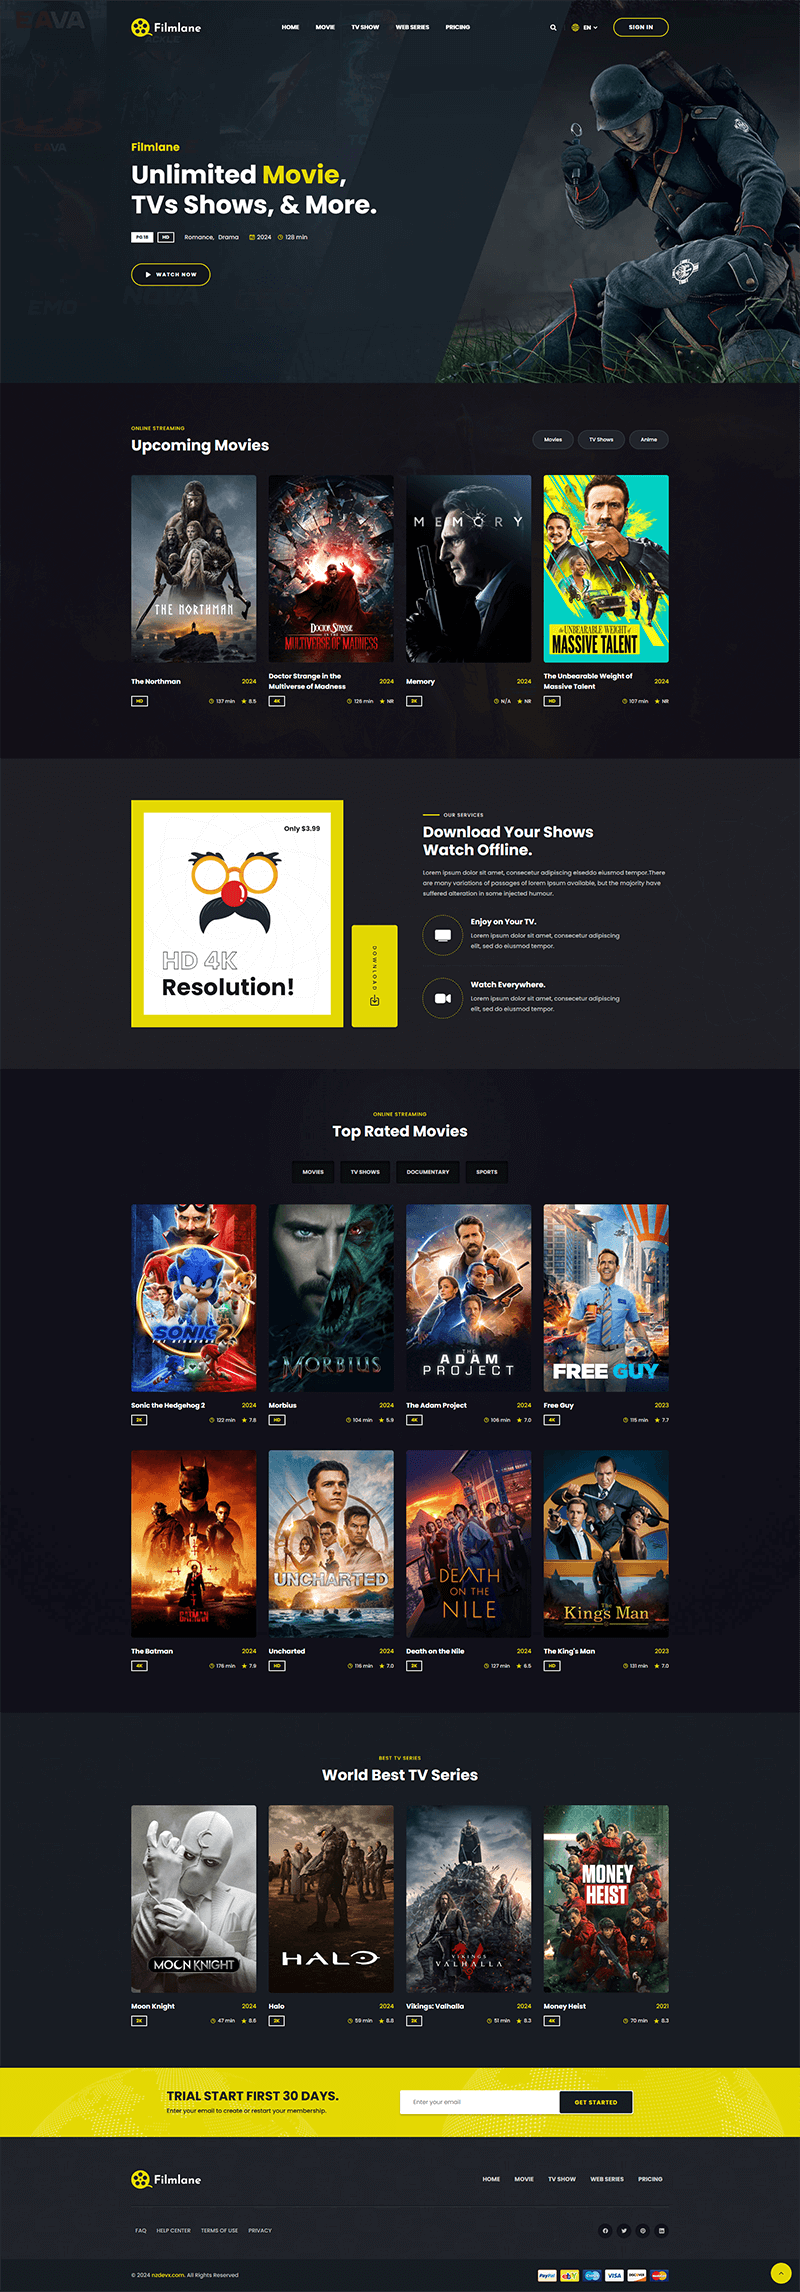 Filmlane
HOME MOVIE TV SHOW WEB SERIES PRICING
EN
SIGN IN
Filmlane
Unlimited Movie,
TVs Shows, & More.
PG 18 HD Romance, Drama 2024 128 min
WATCH NOW
ONLINE STREAMING
Upcoming Movies
Movies TV Shows Anime
THE NORTHMAN
DOCTOR STRANGE
IN THE
MULTIVERSE OF MADNESS
MEMORY
the UNBEARABLE WEIGHT of
MASSIVE TALENT
The Northman 2024
HD 137 min 8.5
Doctor Strange in the
Multiverse of Madness 2024
4K 126 min NR
Memory 2024
2K N/A NR
The Unbearable Weight of
Massive Talent 2024
HD 107 min NR
Only $3.99
HD 4K
Resolution!
DOWNLOAD
OUR SERVICES
Download Your Shows
Watch Offline.
Lorem ipsum dolor sit amet, consecetur adipiscing elseddo eiusmod tempor.There
are many variations of passages of lorem Ipsum available, but the majority have
suffered alteration in some injected humour.
Enjoy on Your TV.
Lorem ipsum dolor sit amet, consecetur adipiscing
elit, sed do eiusmod tempor.
Watch Everywhere.
Lorem ipsum dolor sit amet, consecetur adipiscing
elit, sed do eiusmod tempor.
ONLINE STREAMING
Top Rated Movies
MOVIES TV SHOWS DOCUMENTARY SPORTS
SONIC 2
THE HEDGEHOG
MORBIUS
THE
ADAM
PROJECT
FREE GUY
Sonic the Hedgehog 2 2024
2K 122 min 7.8
Morbius 2024
HD 104 min 5.9
The Adam Project 2024
4K 106 min 7.0
Free Guy 2023
4K 115 min 7.7
THE
BATMAN
UNCHARTED
DEATH
ON THE
NILE
The
King's Man
The Batman 2024
4K 176 min 7.9
Uncharted 2024
HD 116 min 7.0
Death on the Nile 2024
2K 127 min 6.5
The King's Man 2023
HD 131 min 7.0
BEST TV SERIES
World Best TV Series
MOON KNIGHT
HALO
VIKINGS
VALHALLA
MONEY
HEIST
Moon Knight 2024
2K 47 min 8.6
Halo 2024
2K 59 min 8.8
Vikings: Valhalla 2024
2K 51 min 8.3
Money Heist 2021
4K 70 min 8.3
TRIAL START FIRST 30 DAYS.
Enter your email to create or restart your membership.
Enter your email
GET STARTED
Filmlane
HOME MOVIE TV SHOW WEB SERIES PRICING
FAQ HELP CENTER TERMS OF USE PRIVACY
© 2024 nzdevx.com. All Rights Reserved
PayPal ebY VISA DISCOVER